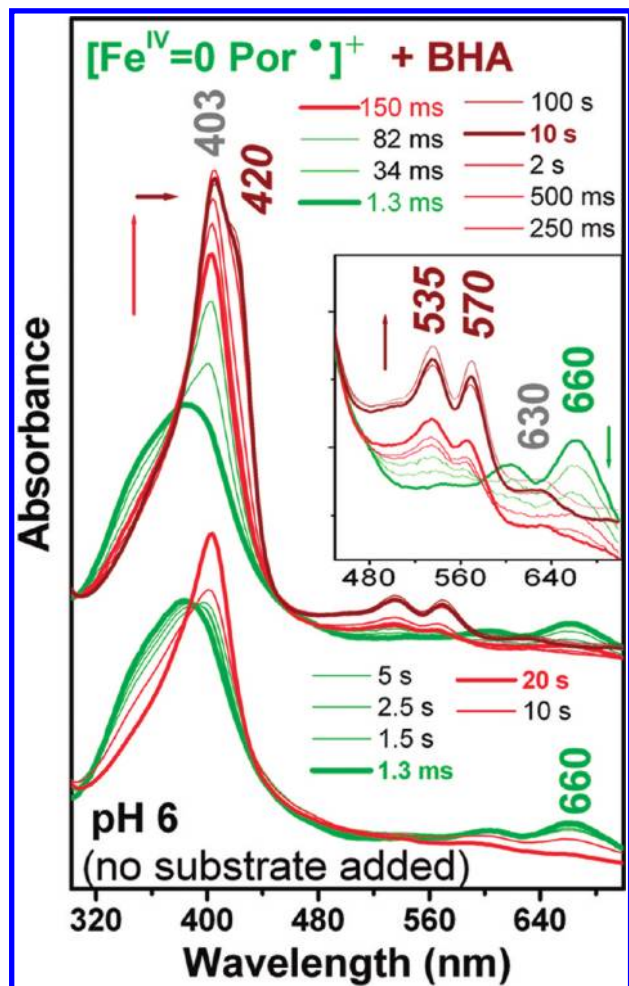 [Fe^IV=O Por •]⁺ + BHA
403
420
150 ms
82 ms
34 ms
1.3 ms
100 s
10 s
2 s
500 ms
250 ms
535
570
630
660
480 560 640
Absorbance
5 s
2.5 s
1.5 s
1.3 ms
20 s
10 s
660
pH 6
(no substrate added)
320 400 480 560 640
Wavelength (nm)